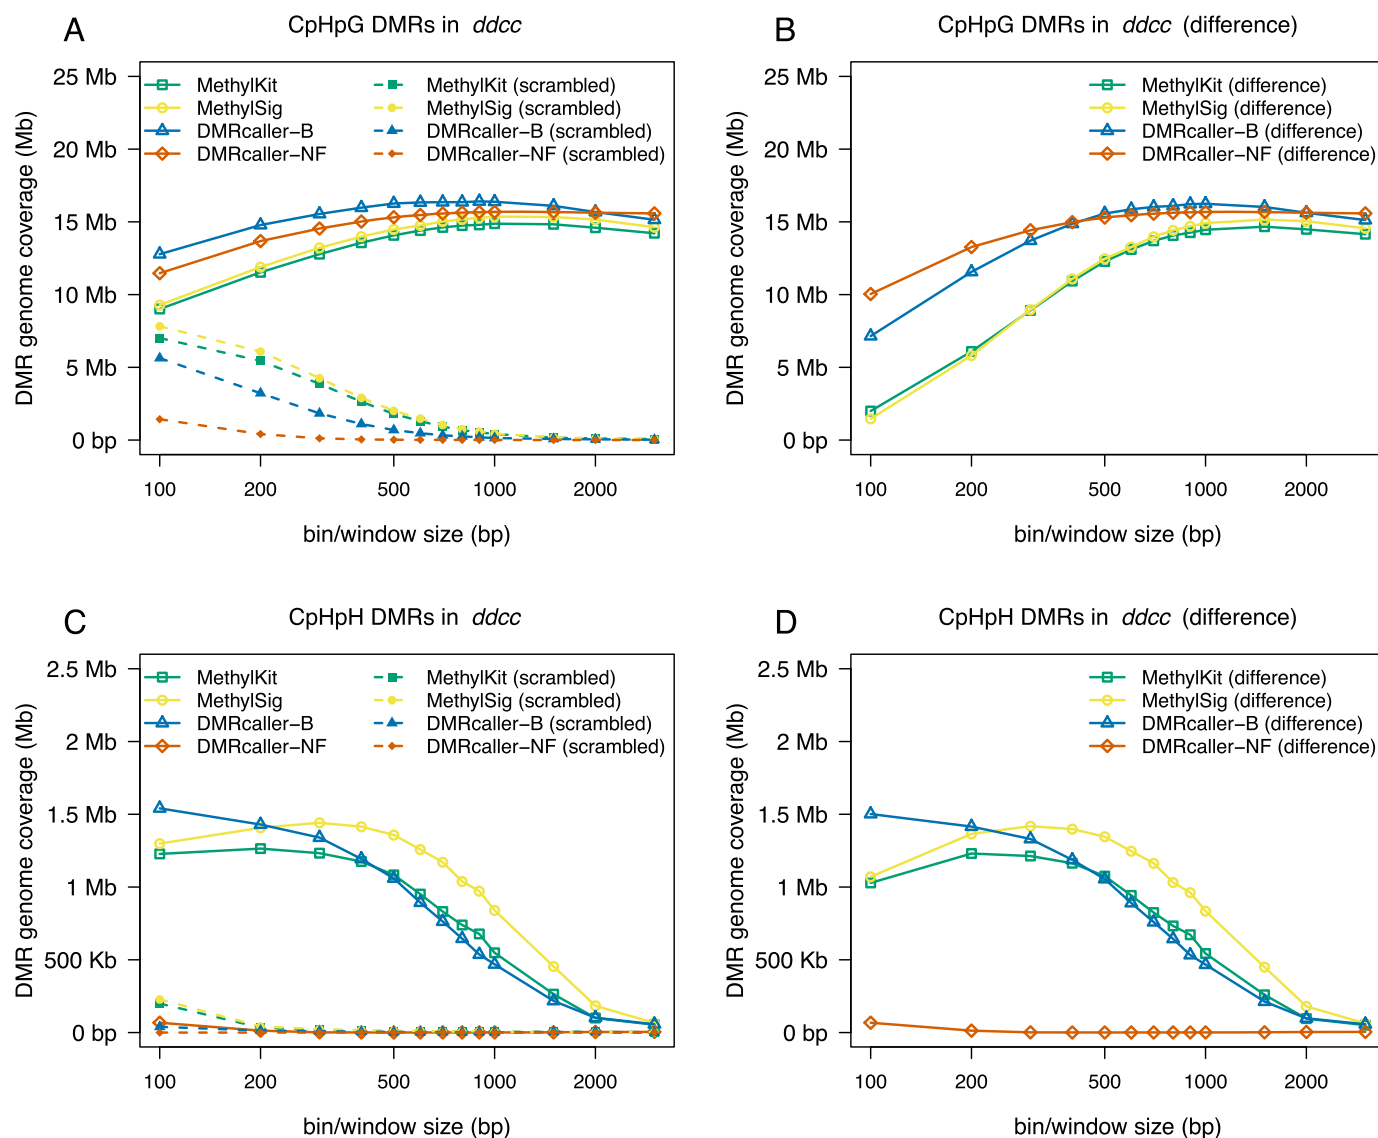 A
CpHpG DMRs in ddcc
DMR genome coverage (Mb)
25 Mb
20 Mb
15 Mb
10 Mb
5 Mb
0 bp
MethylKit
MethylSig
DMRcaller−B
DMRcaller−NF
MethylKit (scrambled)
MethylSig (scrambled)
DMRcaller−B (scrambled)
DMRcaller−NF (scrambled)
100 200 500 1000 2000
bin/window size (bp)
B
CpHpG DMRs in ddcc (difference)
DMR genome coverage (Mb)
25 Mb
20 Mb
15 Mb
10 Mb
5 Mb
0 bp
MethylKit (difference)
MethylSig (difference)
DMRcaller−B (difference)
DMRcaller−NF (difference)
100 200 500 1000 2000
bin/window size (bp)
C
CpHpH DMRs in ddcc
DMR genome coverage (Mb)
2.5 Mb
2 Mb
1.5 Mb
1 Mb
500 Kb
0 bp
MethylKit
MethylSig
DMRcaller−B
DMRcaller−NF
MethylKit (scrambled)
MethylSig (scrambled)
DMRcaller−B (scrambled)
DMRcaller−NF (scrambled)
100 200 500 1000 2000
bin/window size (bp)
D
CpHpH DMRs in ddcc (difference)
DMR genome coverage (Mb)
2.5 Mb
2 Mb
1.5 Mb
1 Mb
500 Kb
0 bp
MethylKit (difference)
MethylSig (difference)
DMRcaller−B (difference)
DMRcaller−NF (difference)
100 200 500 1000 2000
bin/window size (bp)